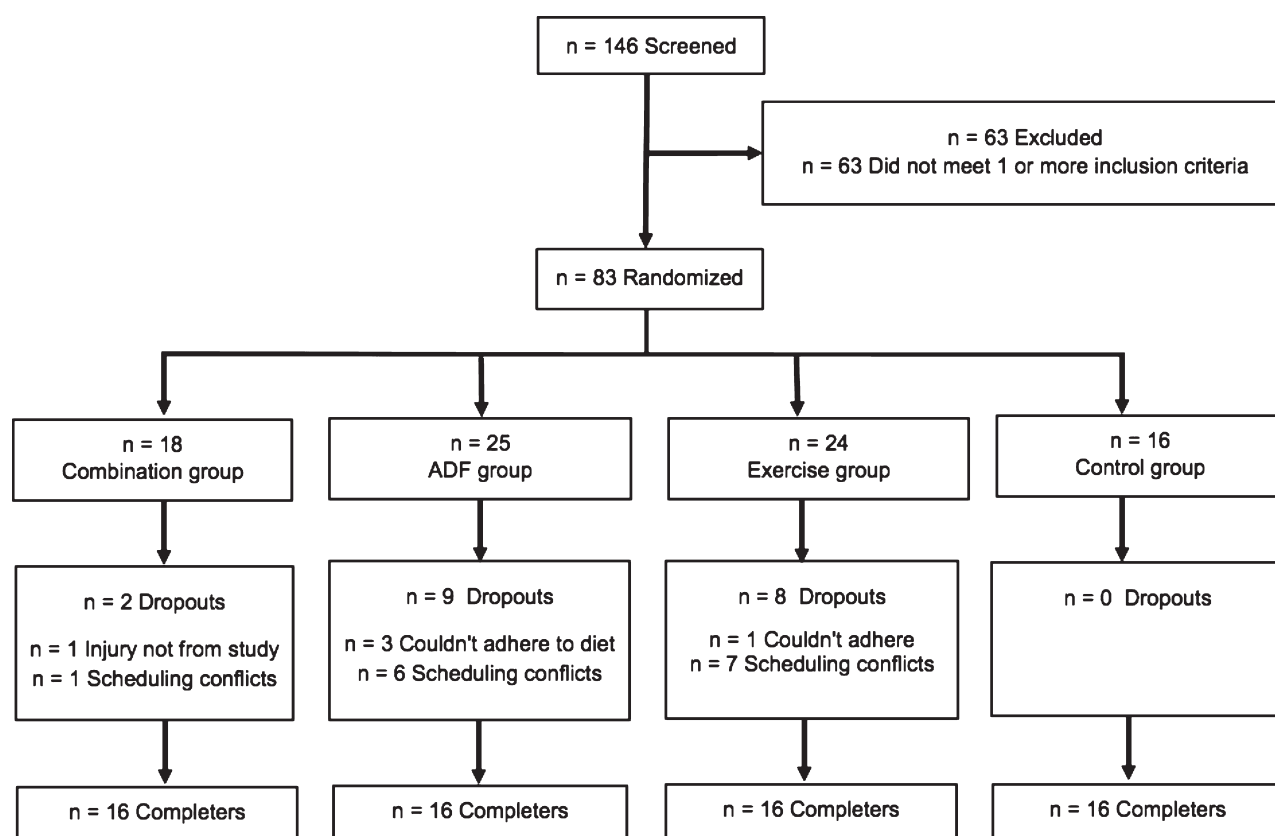 n = 146 Screened
n = 63 Excluded
n = 63 Did not meet 1 or more inclusion criteria
n = 83 Randomized
n = 18
Combination group
n = 25
ADF group
n = 24
Exercise group
n = 16
Control group
n = 2 Dropouts
n = 1 Injury not from study
n = 1 Scheduling conflicts
n = 9 Dropouts
n = 3 Couldn't adhere to diet
n = 6 Scheduling conflicts
n = 8 Dropouts
n = 1 Couldn't adhere
n = 7 Scheduling conflicts
n = 0 Dropouts
n = 16 Completers
n = 16 Completers
n = 16 Completers
n = 16 Completers